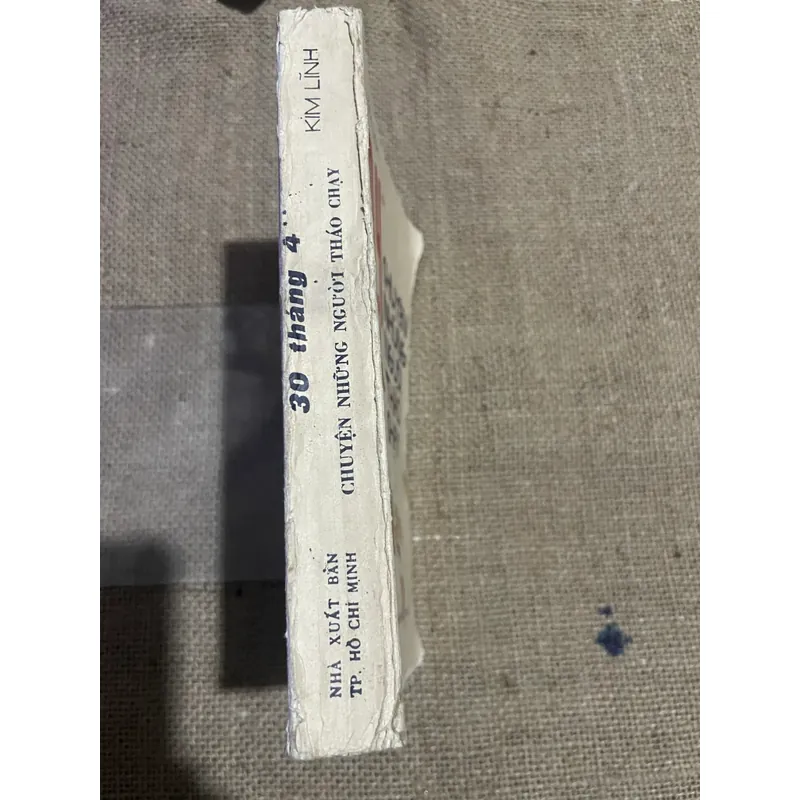 KIM LĨNH
30 tháng 4
CHUYỆN NHỮNG NGƯỜI THÁO CHẠY
NHÀ XUẤT BẢN
TP. HỒ CHÍ MINH